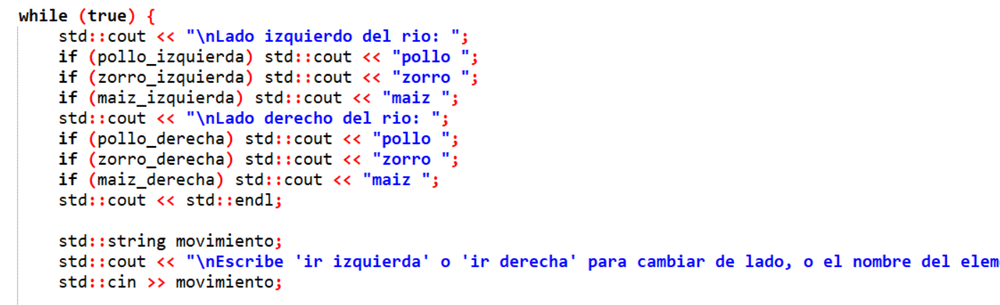 while (true) {
    std::cout << "\nLado izquierdo del rio: ";
    if (pollo_izquierda) std::cout << "pollo ";
    if (zorro_izquierda) std::cout << "zorro ";
    if (maiz_izquierda) std::cout << "maiz ";
    std::cout << "\nLado derecho del rio: ";
    if (pollo_derecha) std::cout << "pollo ";
    if (zorro_derecha) std::cout << "zorro ";
    if (maiz_derecha) std::cout << "maiz ";
    std::cout << std::endl;

    std::string movimiento;
    std::cout << "\nEscribe 'ir izquierda' o 'ir derecha' para cambiar de lado, o el nombre del elem
    std::cin >> movimiento;